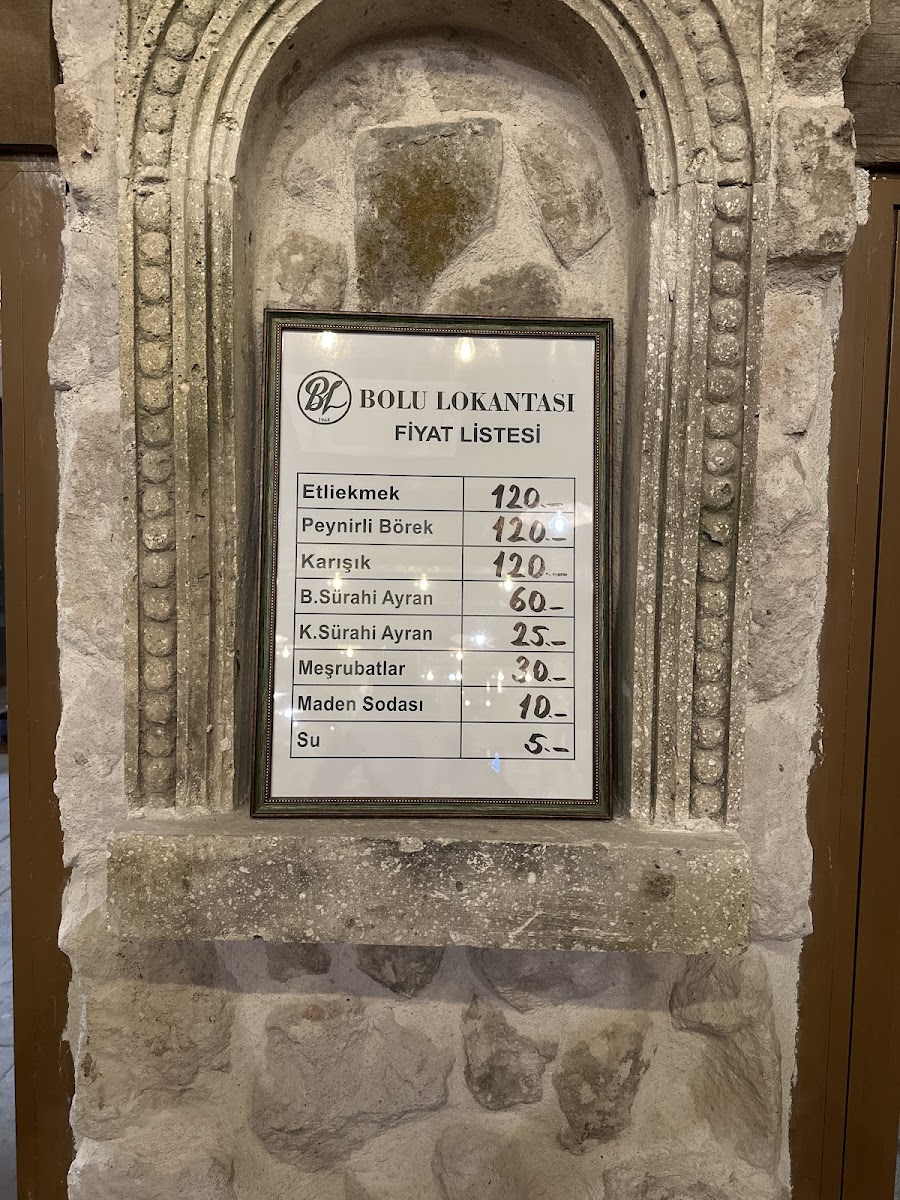 BL
1964
BOLU LOKANTASI
FİYAT LİSTESİ
Etliekmek 120.-
Peynirli Börek 120.-
Karışık 120.-
B.Sürahi Ayran 60.-
K.Sürahi Ayran 25.-
Meşrubatlar 30.-
Maden Sodası 10.-
Su 5.-